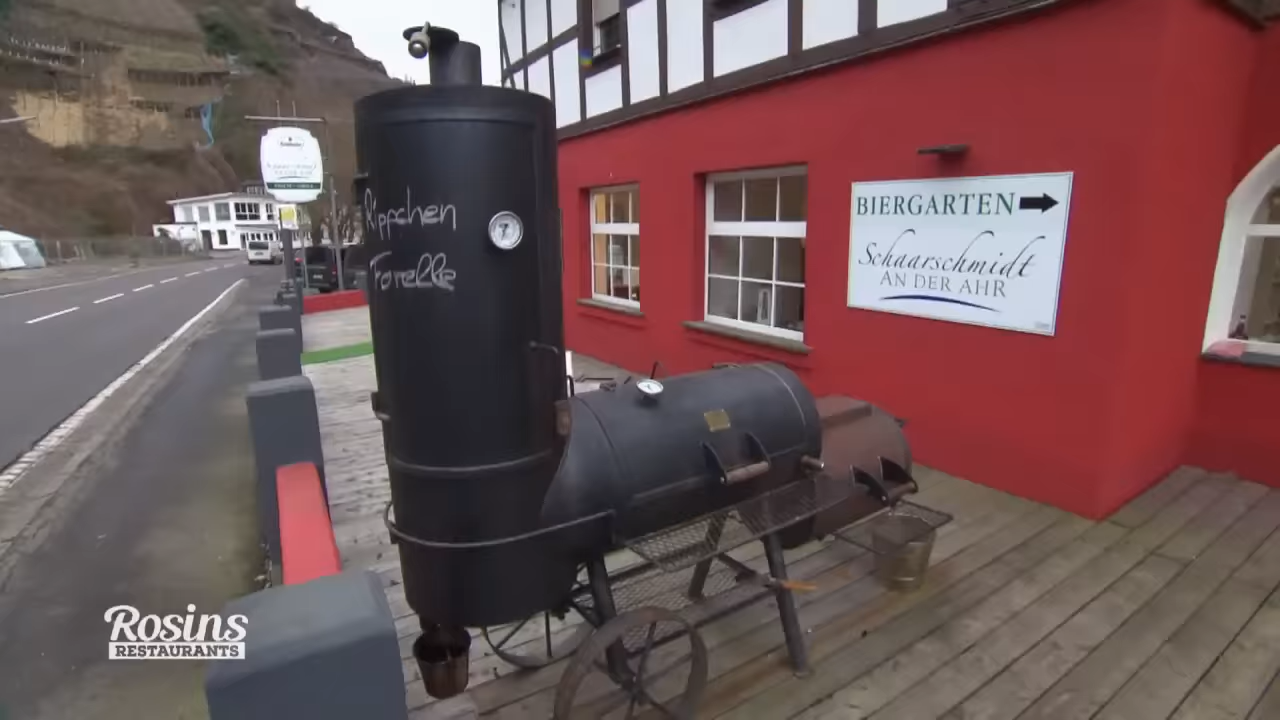 Rippchen
Forelle
BIERGARTEN
Schaarschmidt
AN DER AHR
Rosins
RESTAURANTS